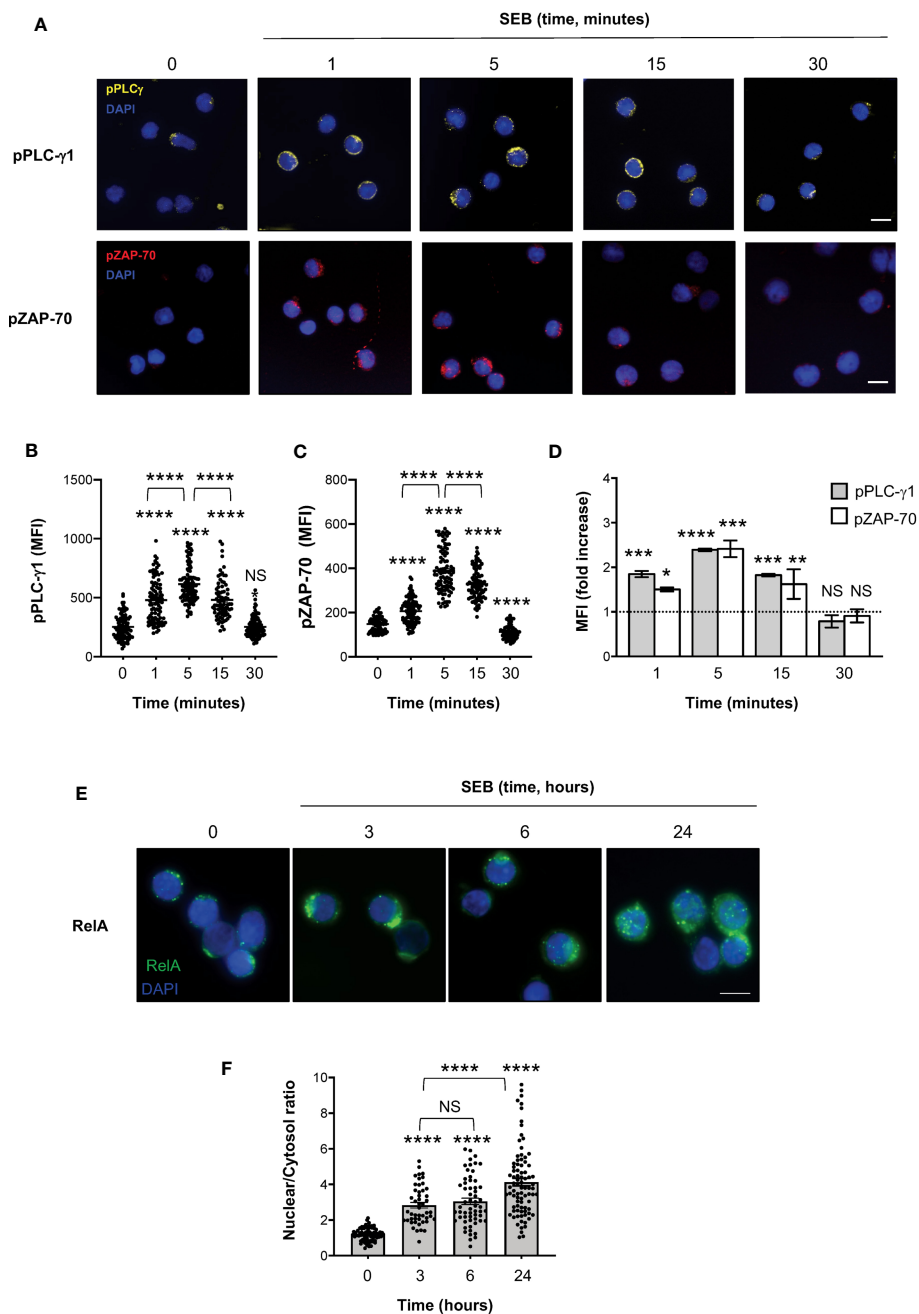 A
SEB (time, minutes)
0 1 5 15 30
pPLCγ
DAPI
pPLC-γ1
pZAP-70
DAPI
pZAP-70
B
pPLC-γ1 (MFI)
1500
1000
500
0
**** ****
**** **** **** NS
*
0 1 5 15 30
Time (minutes)
C
pZAP-70 (MFI)
800
600
400
200
0
**** ****
**** **** **** ****
0 1 5 15 30
Time (minutes)
D
MFI (fold increase)
4
3
2
1
0
pPLC-γ1
pZAP-70
*** * **** *** *** ** NS NS
1 5 15 30
Time (minutes)
E
SEB (time, hours)
0 3 6 24
RelA
RelA
DAPI
F
Nuclear/Cytosol ratio
10
8
6
4
2
0
**** ****
NS
**** ****
0 3 6 24
Time (hours)